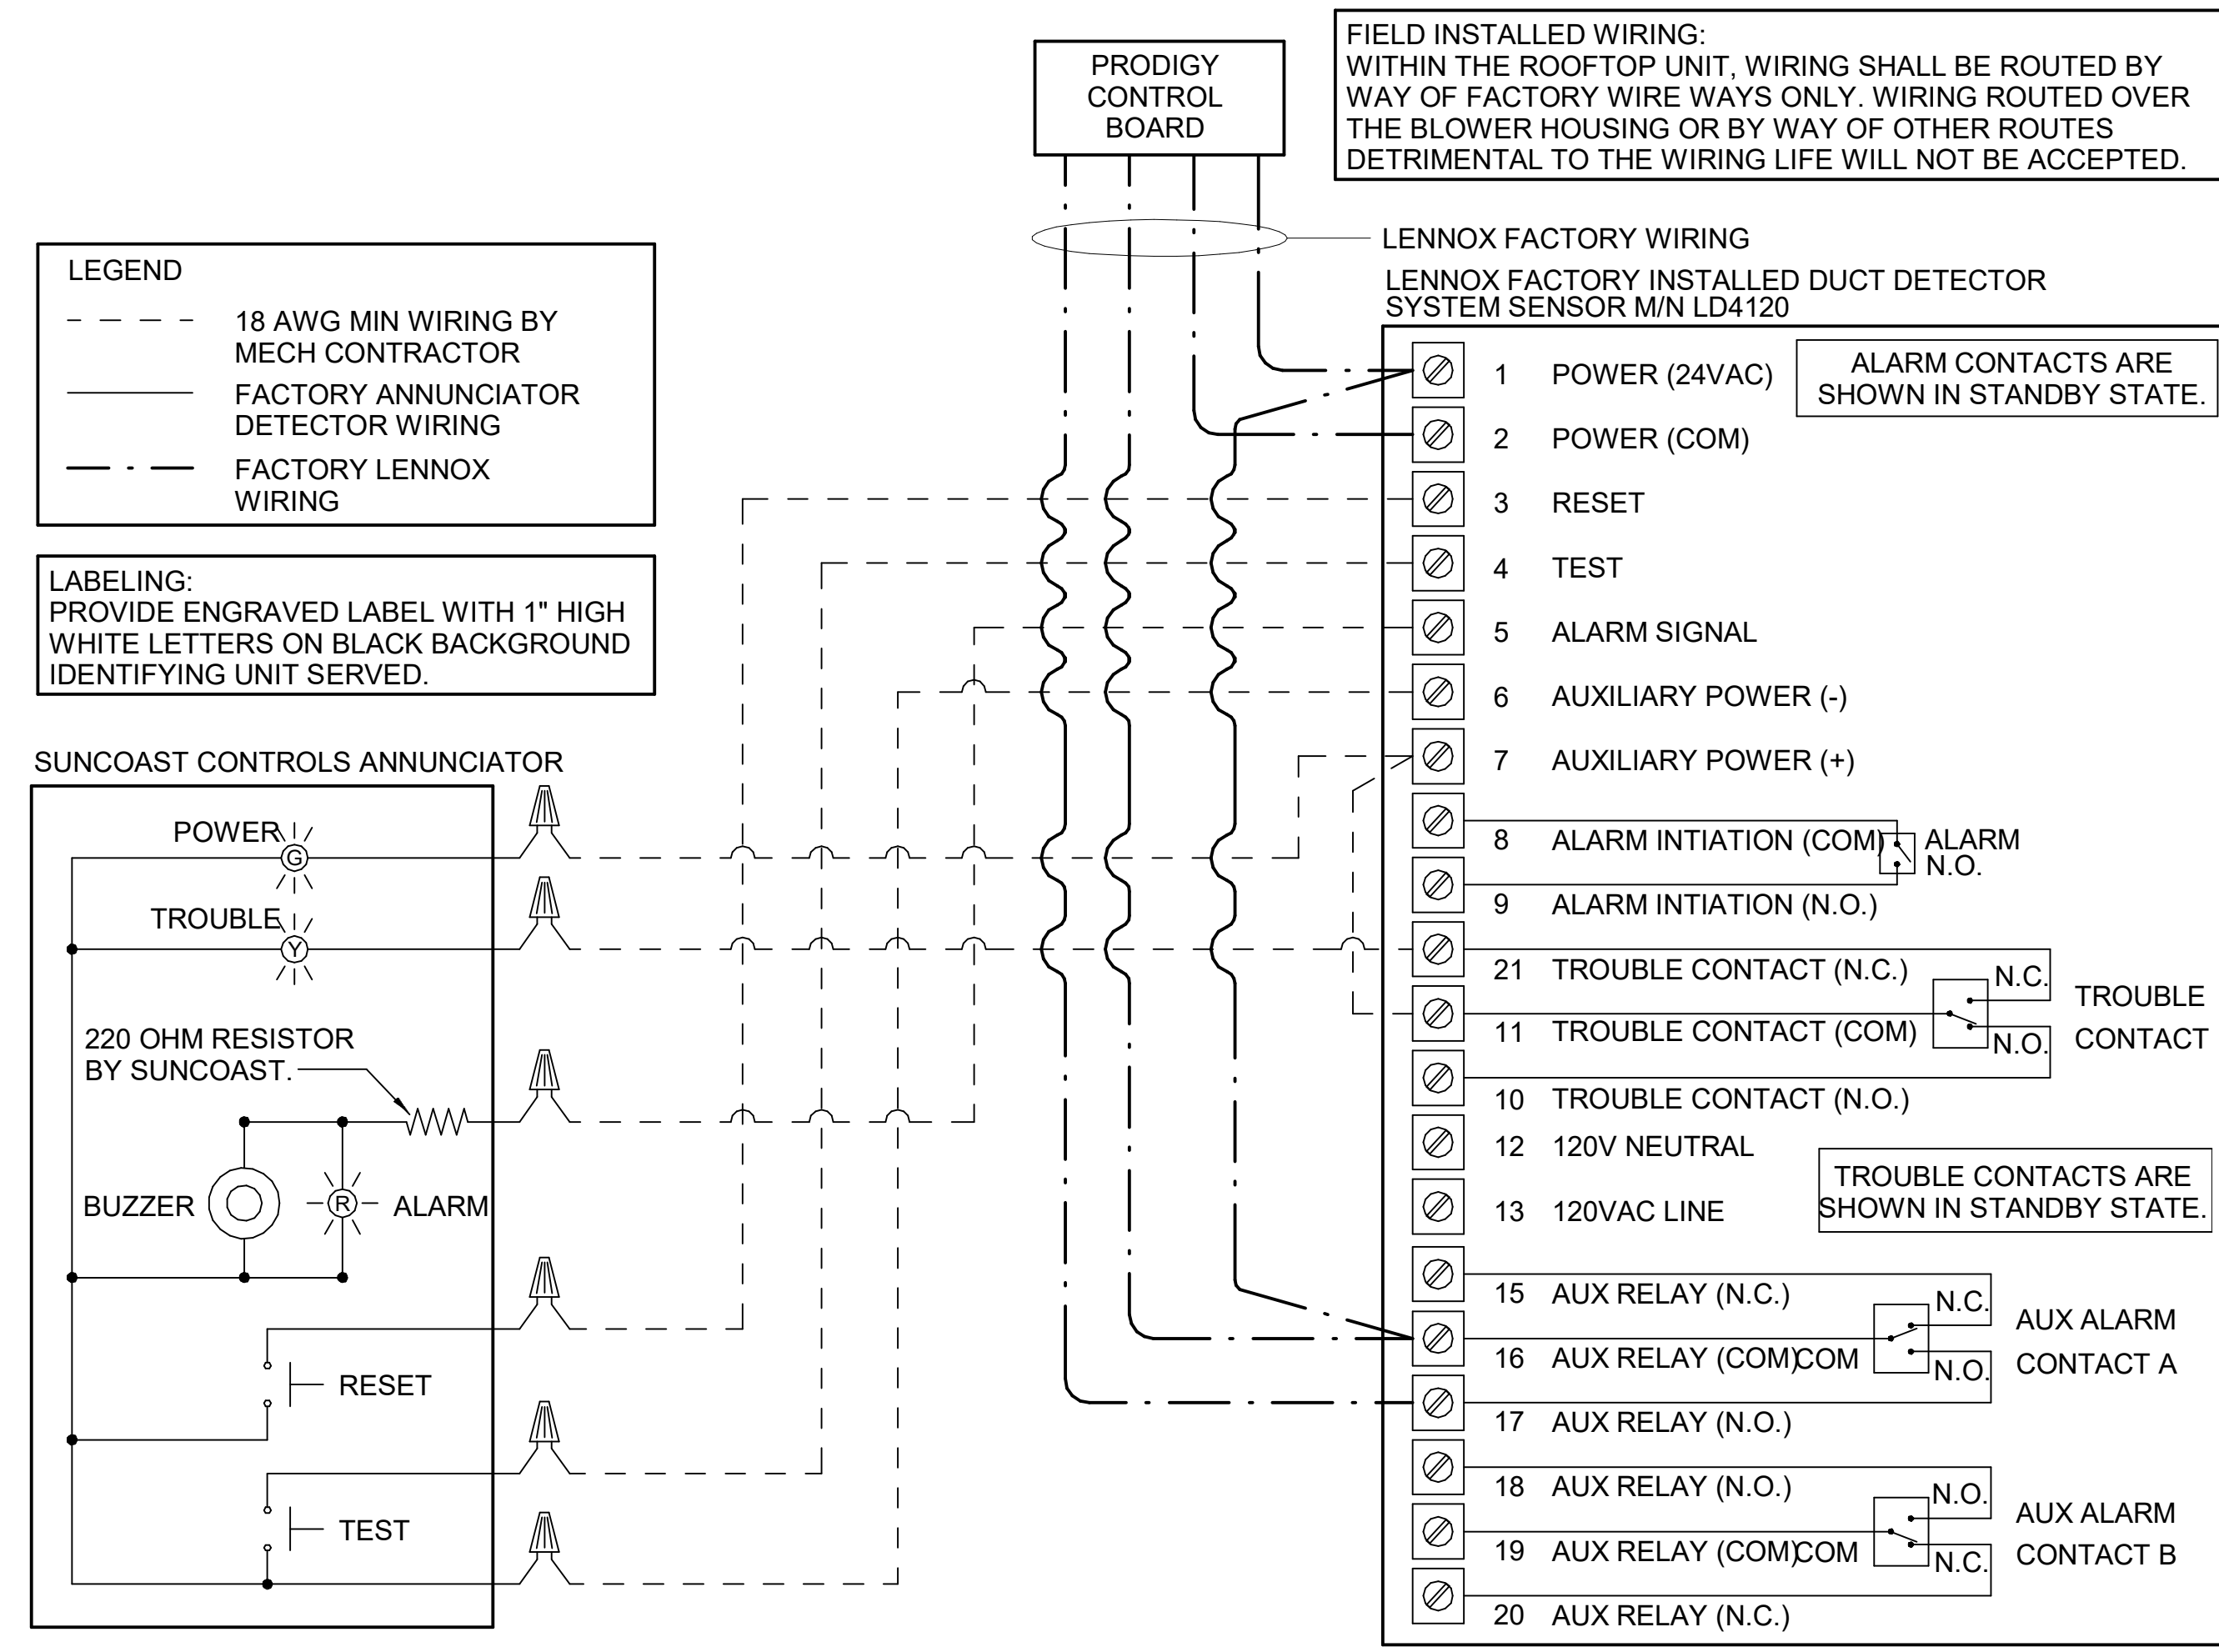 PRODIGY
CONTROL
BOARD
FIELD INSTALLED WIRING:
WITHIN THE ROOFTOP UNIT, WIRING SHALL BE ROUTED BY
WAY OF FACTORY WIRE WAYS ONLY. WIRING ROUTED OVER
THE BLOWER HOUSING OR BY WAY OF OTHER ROUTES
DETRIMENTAL TO THE WIRING LIFE WILL NOT BE ACCEPTED.
LENNOX FACTORY WIRING
LEGEND
18 AWG MIN WIRING BY
MECH CONTRACTOR
FACTORY ANNUNCIATOR
DETECTOR WIRING
FACTORY LENNOX
WIRING
LABELING:
PROVIDE ENGRAVED LABEL WITH 1" HIGH
WHITE LETTERS ON BLACK BACKGROUND
IDENTIFYING UNIT SERVED.
SUNCOAST CONTROLS ANNUNCIATOR
POWER
G
TROUBLE
Y
220 OHM RESISTOR
BY SUNCOAST.
BUZZER
R
ALARM
RESET
TEST
LENNOX FACTORY INSTALLED DUCT DETECTOR
SYSTEM SENSOR M/N LD4120
1 POWER (24VAC)
ALARM CONTACTS ARE
SHOWN IN STANDBY STATE.
2 POWER (COM)
3 RESET
4 TEST
5 ALARM SIGNAL
6 AUXILIARY POWER (-)
7 AUXILIARY POWER (+)
8 ALARM INTIATION (COM)
ALARM
N.O.
9 ALARM INTIATION (N.O.)
21 TROUBLE CONTACT (N.C.)
N.C.
TROUBLE
CONTACT
11 TROUBLE CONTACT (COM)
N.O.
10 TROUBLE CONTACT (N.O.)
12 120V NEUTRAL
13 120VAC LINE
TROUBLE CONTACTS ARE
SHOWN IN STANDBY STATE.
15 AUX RELAY (N.C.)
N.C.
AUX ALARM
CONTACT A
16 AUX RELAY (COM) COM
N.O.
17 AUX RELAY (N.O.)
18 AUX RELAY (N.O.)
N.O.
AUX ALARM
CONTACT B
19 AUX RELAY (COM) COM
N.C.
20 AUX RELAY (N.C.)